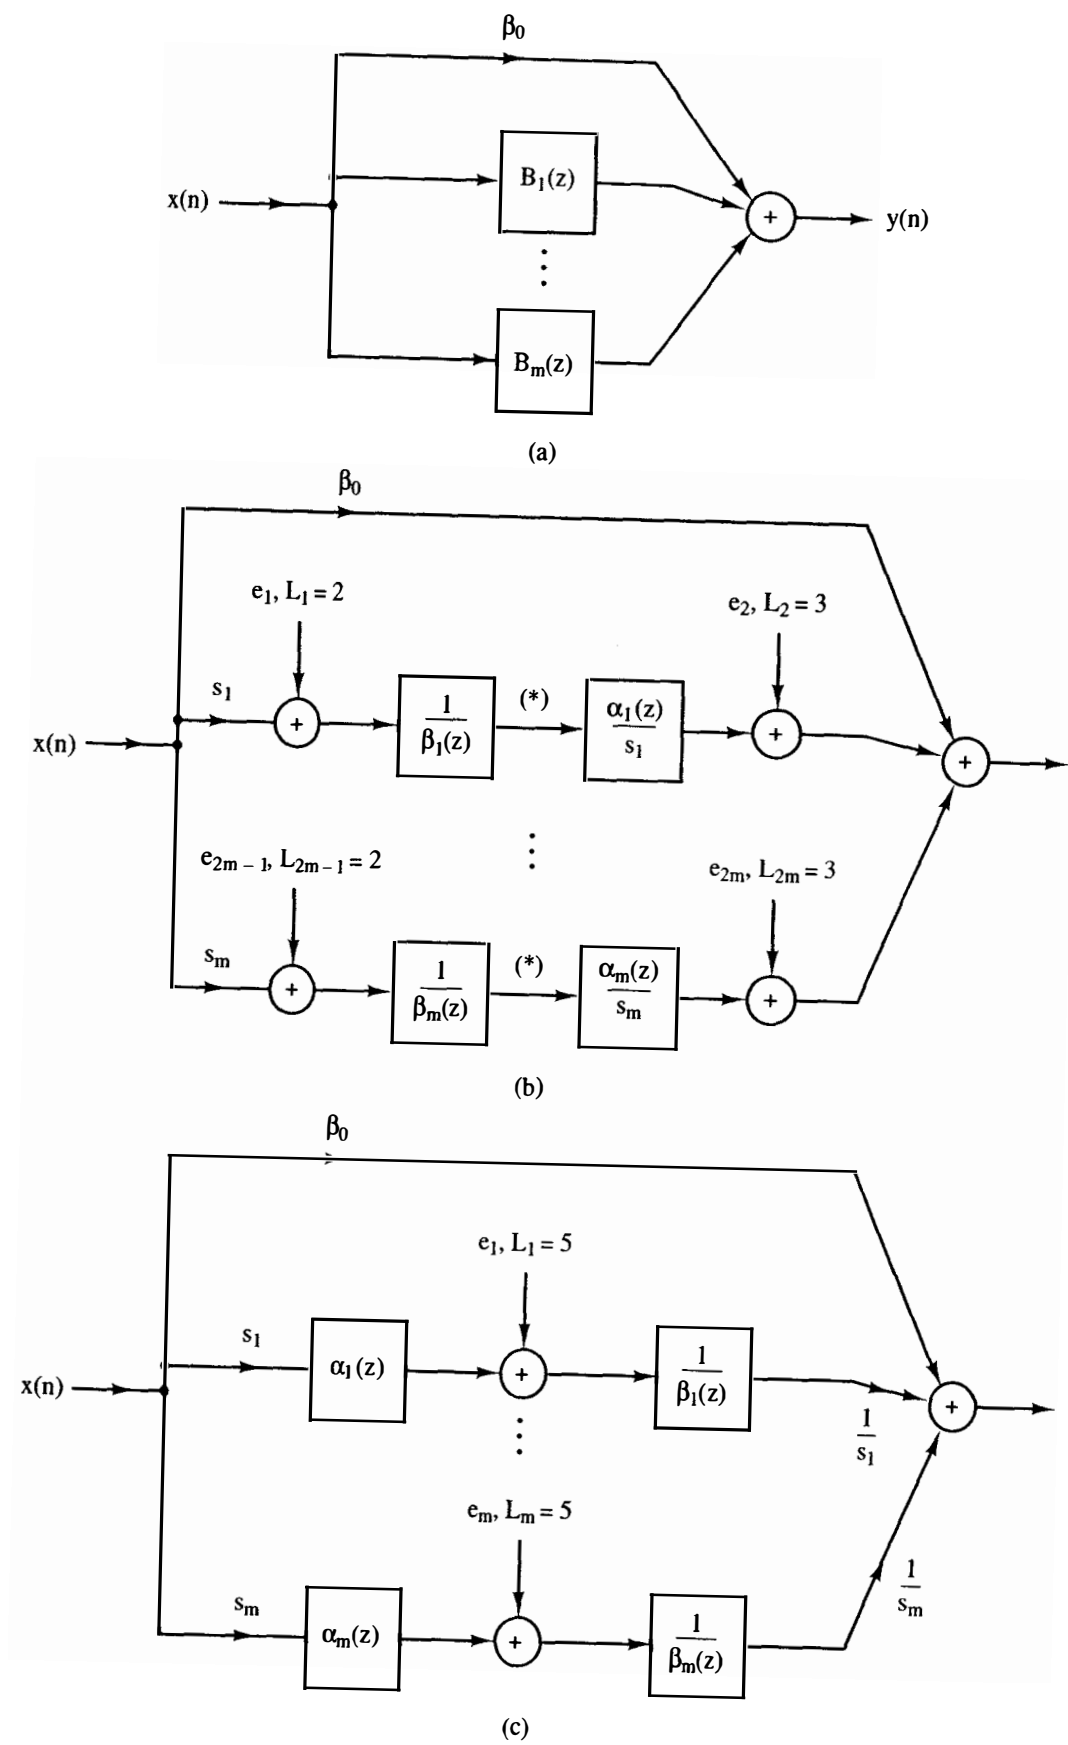 β0
B1(z)
x(n)
+
y(n)
Bm(z)
(a)
β0
e1, L1 = 2
e2, L2 = 3
s1
+
1
β1(z)
(*)
α1(z)
s1
+
x(n)
+
e2m – 1, L2m – 1 = 2
e2m, L2m = 3
sm
+
1
βm(z)
(*)
αm(z)
sm
+
(b)
β0
e1, L1 = 5
s1
α1(z)
+
1
β1(z)
x(n)
+
1
s1
em, Lm = 5
sm
αm(z)
+
1
βm(z)
1
sm
(c)